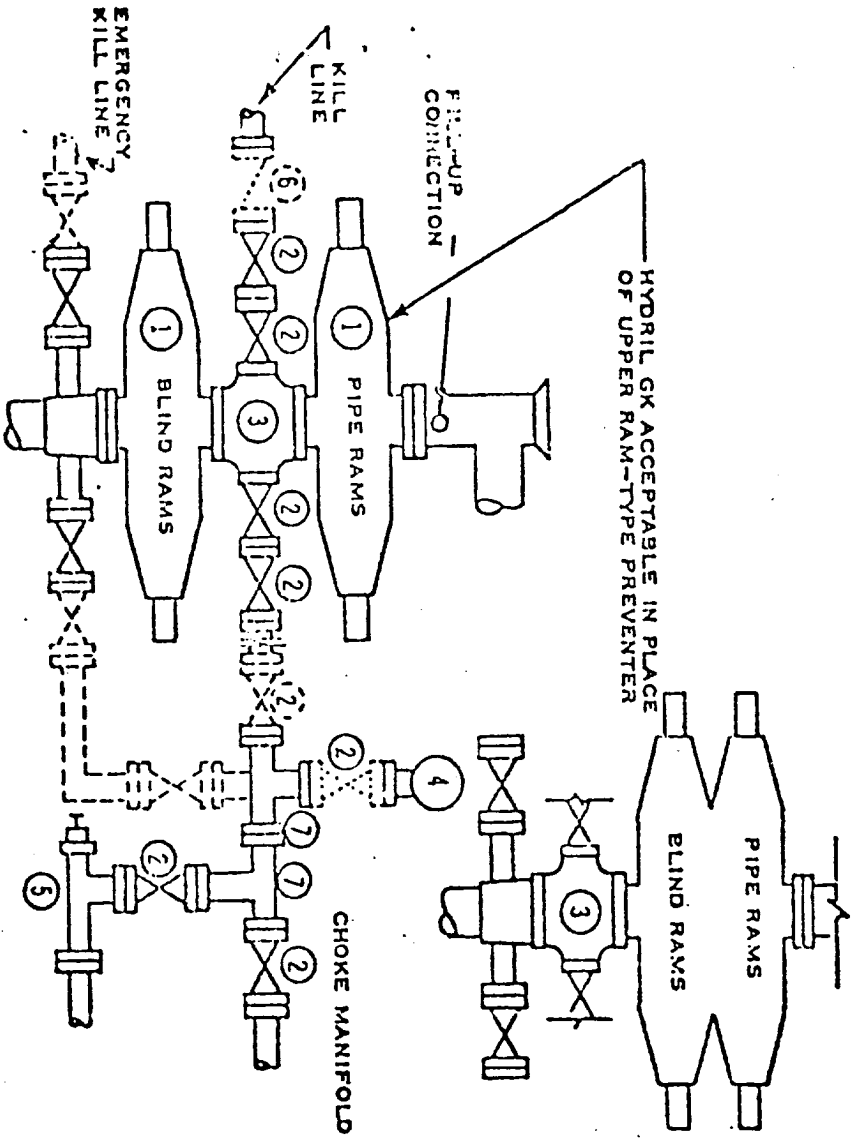 HYDRIL GK ACCEPTABLE IN PLACE
OF UPPER RAM-TYPE PREVENTER
CONNECTION
KILL
LINE
EMERGENCY
KILL LINE
1
PIPE RAMS
6
2
2
3
2
2
2
1
BLIND RAMS
2
4
7
7
2
2
5
CHOKE MANIFOLD
PIPE RAMS
BLIND RAMS
3